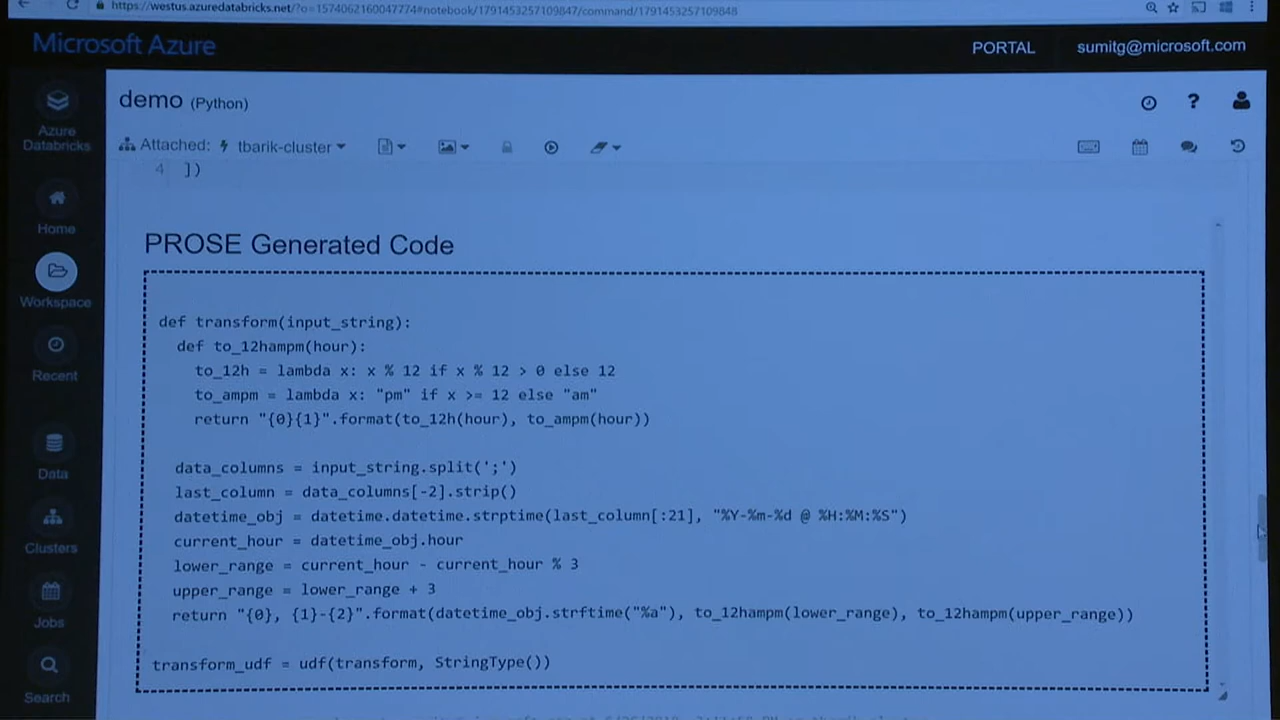 https://westus.azuredatabricks.net/?o=1574062160047774#notebook/1791453257109847/command/1791453257109848
Microsoft Azure
PORTAL
sumitg@microsoft.com
demo (Python)
Attached: tbarik-cluster
Azure
Databricks
Home
Workspace
Recent
Data
Clusters
Jobs
Search
4 ])
PROSE Generated Code
def transform(input_string):
def to_12hampm(hour):
to_12h = lambda x: x % 12 if x % 12 > 0 else 12
to_ampm = lambda x: "pm" if x >= 12 else "am"
return "{0}{1}".format(to_12h(hour), to_ampm(hour))
data_columns = input_string.split(';')
last_column = data_columns[-2].strip()
datetime_obj = datetime.datetime.strptime(last_column[:21], "%Y-%m-%d @ %H:%M:%S")
current_hour = datetime_obj.hour
lower_range = current_hour - current_hour % 3
upper_range = lower_range + 3
return "{0}, {1}-{2}".format(datetime_obj.strftime("%a"), to_12hampm(lower_range), to_12hampm(upper_range))
transform_udf = udf(transform, StringType())